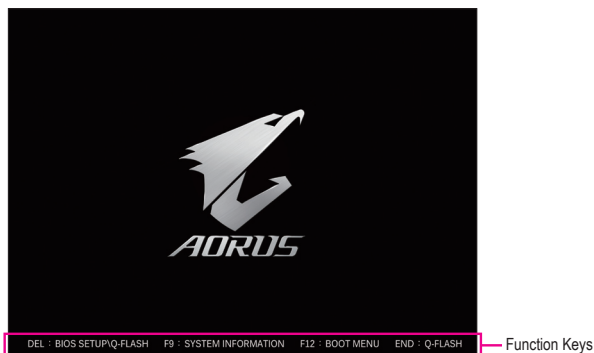 AORUS
DEL : BIOS SETUP\Q-FLASH F9 : SYSTEM INFORMATION F12 : BOOT MENU END : Q-FLASH
Function Keys